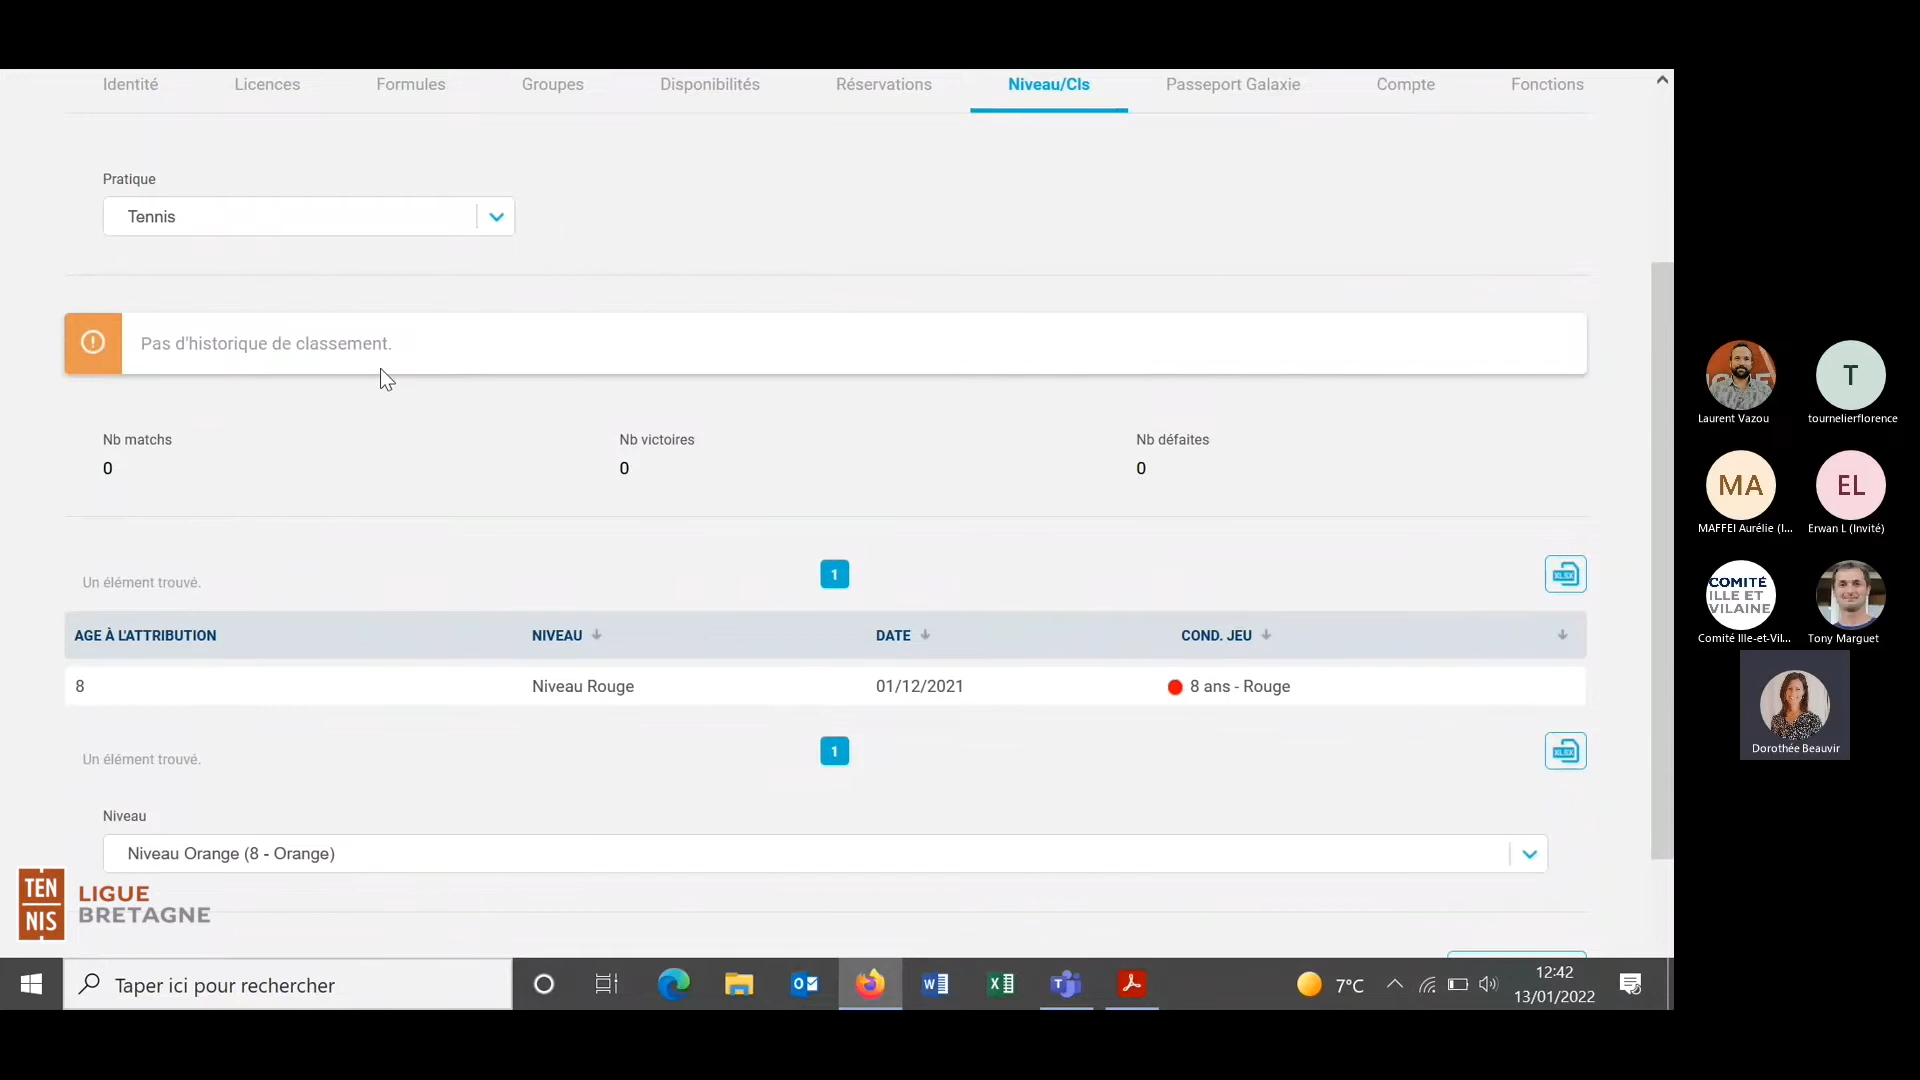 Identité Licences Formules Groupes Disponibilités Réservations Niveau/Cls Passeport Galaxie Compte Fonctions
Pratique
Tennis
Pas d'historique de classement.
Nb matchs Nb victoires Nb défaites
0 0 0
Un élément trouvé. 1 XLSX
AGE À L'ATTRIBUTION NIVEAU DATE COND. JEU
8 Niveau Rouge 01/12/2021 8 ans - Rouge
Un élément trouvé. 1 XLSX
Niveau
Niveau Orange (8 - Orange)
TEN
NIS
LIGUE
BRETAGNE
Taper ici pour rechercher
7°C
12:42
13/01/2022
Laurent Vazou
T
tournelierflorence
MA
MAFFEI Aurélie (I...
EL
Erwan L (Invité)
COMITÉ
ILLE ET
VILAINE
Comité Ille-et-Vil...
Tony Marguet
Dorothée Beauvir